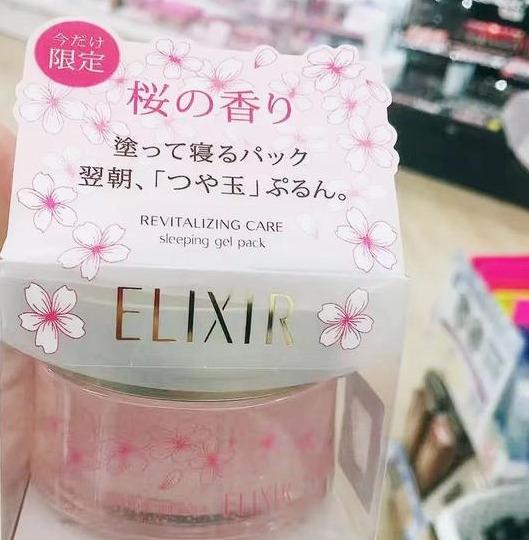 今だけ
限定
桜の香り
塗って寝るパック
翌朝、「つや玉」ぷるん。
REVITALIZING CARE
sleeping gel pack
ELIXIR
ELIXIR